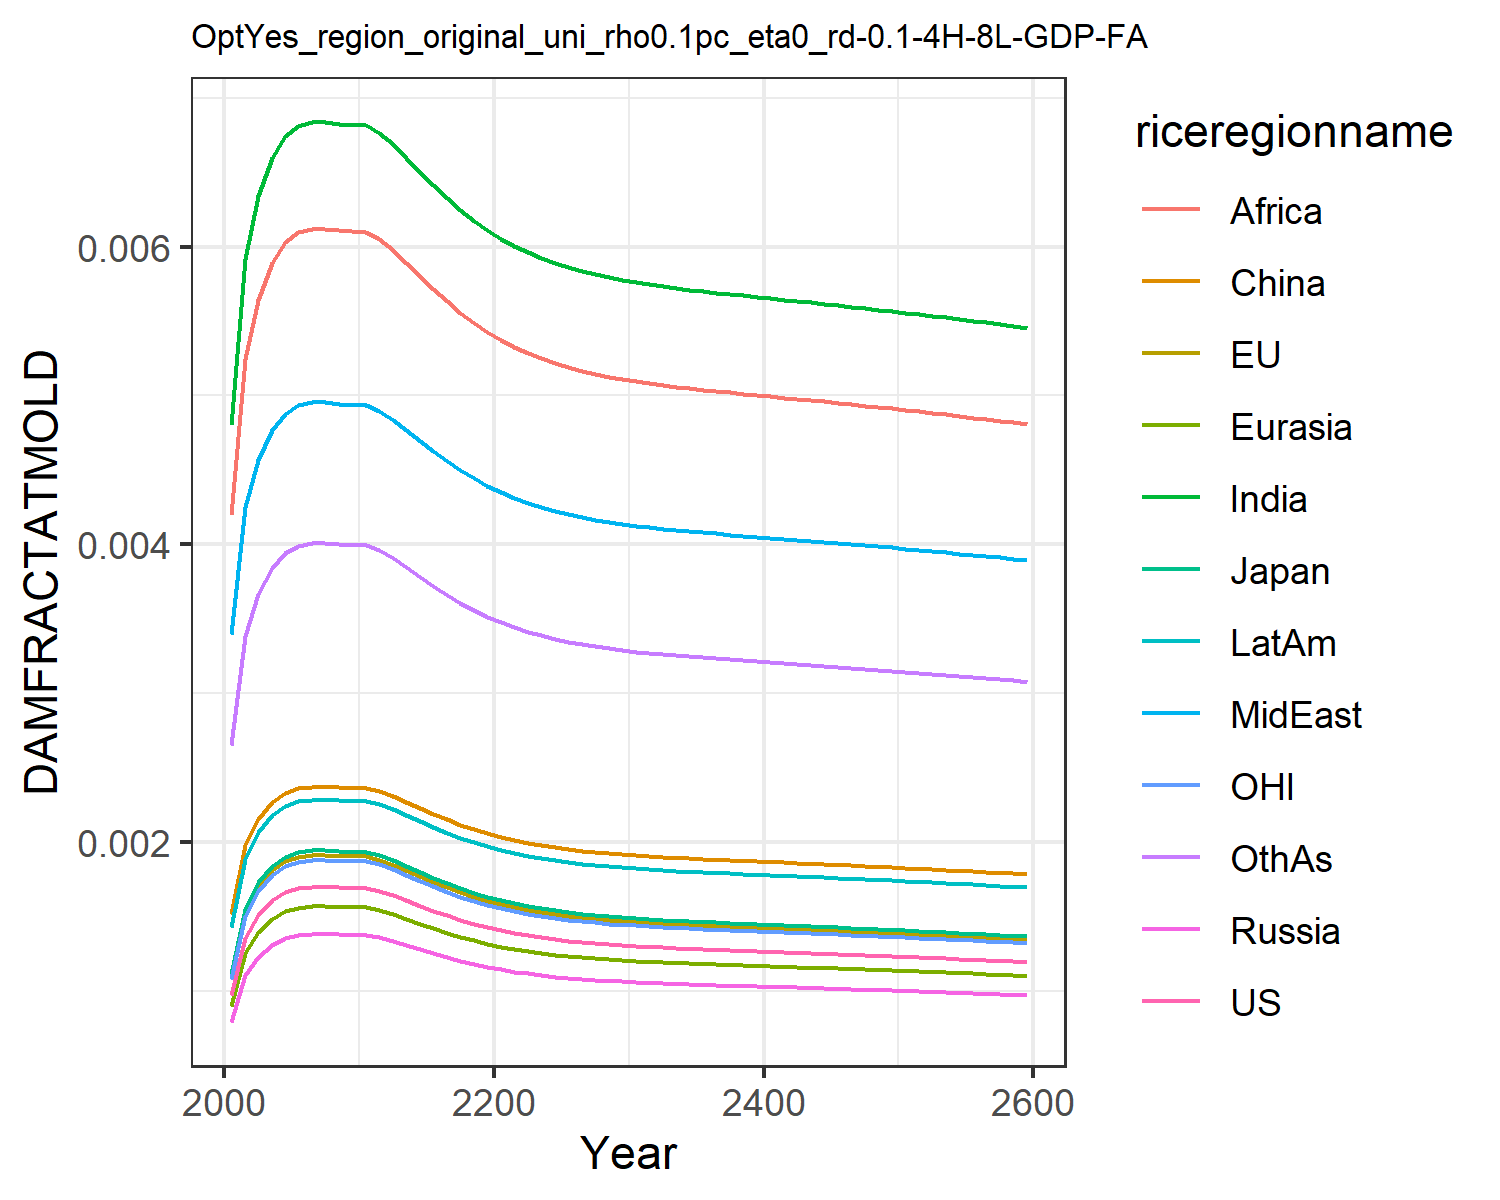 OptYes_region_original_uni_rho0.1pc_eta0_rd-0.1-4H-8L-GDP-FA
DAMFRACTATMOLD
0.006
0.004
0.002
2000 2200 2400 2600
Year
riceregionname
Africa
China
EU
Eurasia
India
Japan
LatAm
MidEast
OHI
OthAs
Russia
US